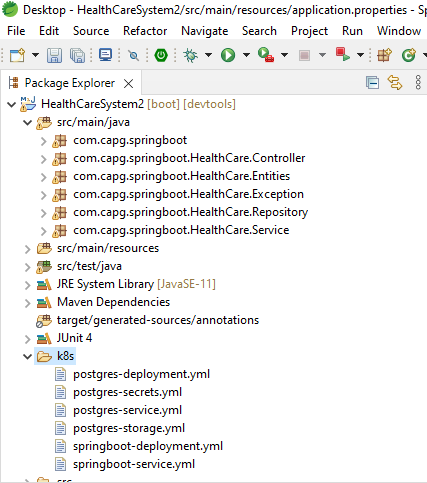 Desktop - HealthCareSystem2/src/main/resources/application.properties - Sp
File Edit Source Refactor Navigate Search Project Run Window
Package Explorer
HealthCareSystem2 [boot] [devtools]
src/main/java
com.capg.springboot
com.capg.springboot.HealthCare.Controller
com.capg.springboot.HealthCare.Entities
com.capg.springboot.HealthCare.Exception
com.capg.springboot.HealthCare.Repository
com.capg.springboot.HealthCare.Service
src/main/resources
src/test/java
JRE System Library [JavaSE-11]
Maven Dependencies
target/generated-sources/annotations
JUnit 4
k8s
postgres-deployment.yml
postgres-secrets.yml
postgres-service.yml
postgres-storage.yml
springboot-deployment.yml
springboot-service.yml